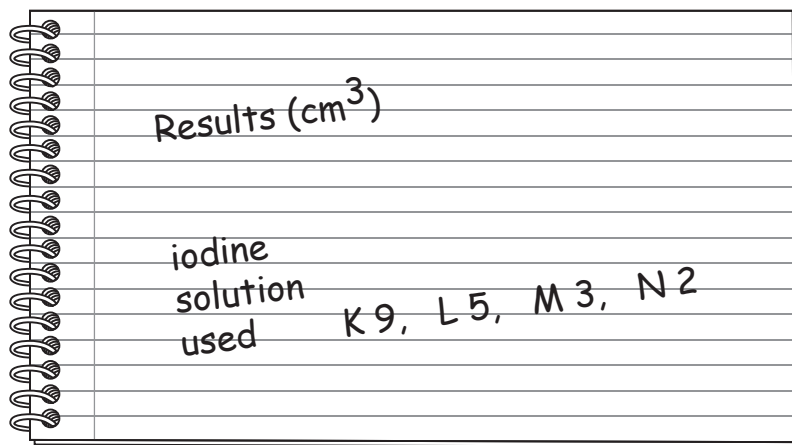 Results (cm³)
iodine
solution
used K 9, L 5, M 3, N 2